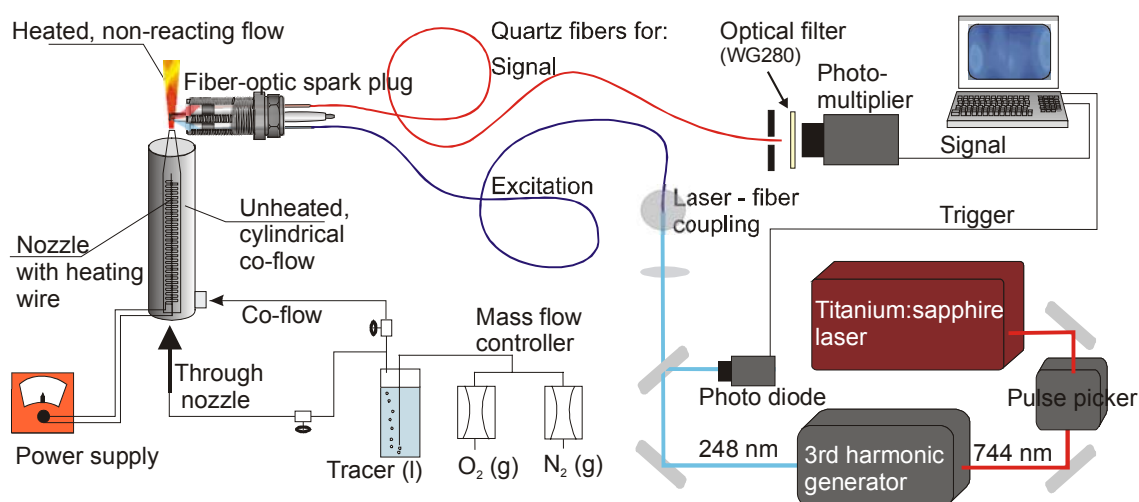 Heated, non-reacting flow
Fiber-optic spark plug
Quartz fibers for:
Signal
Optical filter
(WG280)
Photo-
multiplier
Signal
Excitation
Laser - fiber
coupling
Trigger
Unheated,
cylindrical
co-flow
Nozzle
with heating
wire
Co-flow
Mass flow
controller
Titanium:sapphire
laser
Through
nozzle
Photo diode
Pulse picker
Power supply
Tracer (l)
O₂ (g)
N₂ (g)
248 nm
3rd harmonic
generator
744 nm